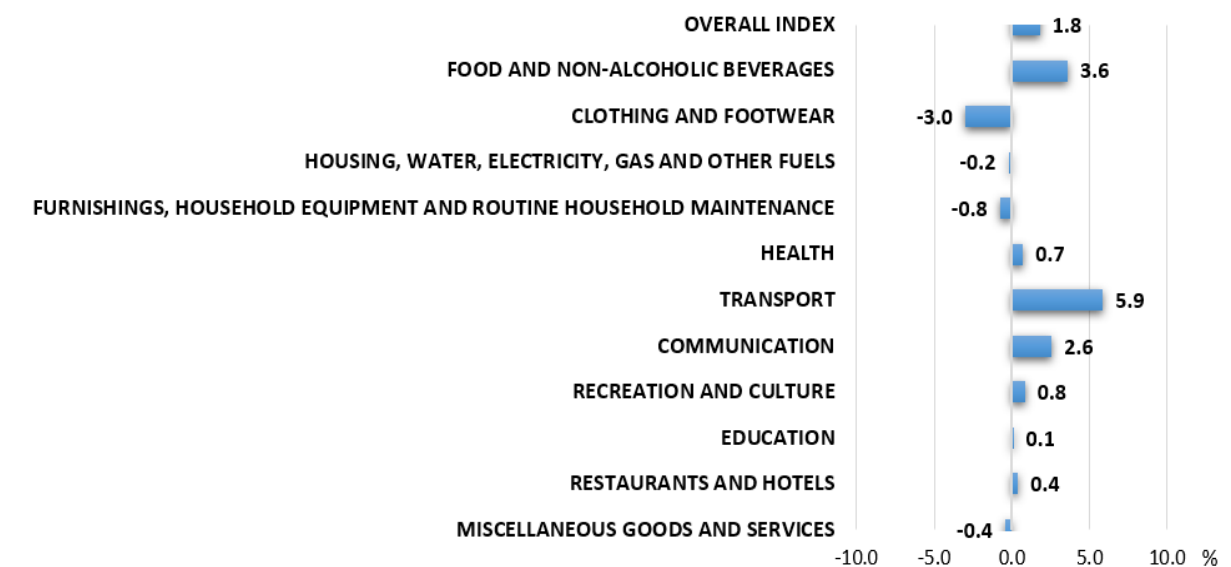 OVERALL INDEX 1.8
FOOD AND NON-ALCOHOLIC BEVERAGES 3.6
CLOTHING AND FOOTWEAR -3.0
HOUSING, WATER, ELECTRICITY, GAS AND OTHER FUELS -0.2
FURNISHINGS, HOUSEHOLD EQUIPMENT AND ROUTINE HOUSEHOLD MAINTENANCE -0.8
HEALTH 0.7
TRANSPORT 5.9
COMMUNICATION 2.6
RECREATION AND CULTURE 0.8
EDUCATION 0.1
RESTAURANTS AND HOTELS 0.4
MISCELLANEOUS GOODS AND SERVICES -0.4
-10.0 -5.0 0.0 5.0 10.0 %